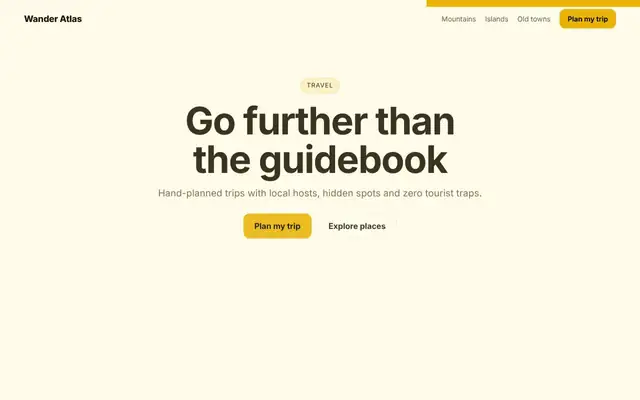 Wander Atlas
Mountains Islands Old towns Plan my trip
TRAVEL
Go further than
the guidebook
Hand-planned trips with local hosts, hidden spots and zero tourist traps.
Plan my trip Explore places